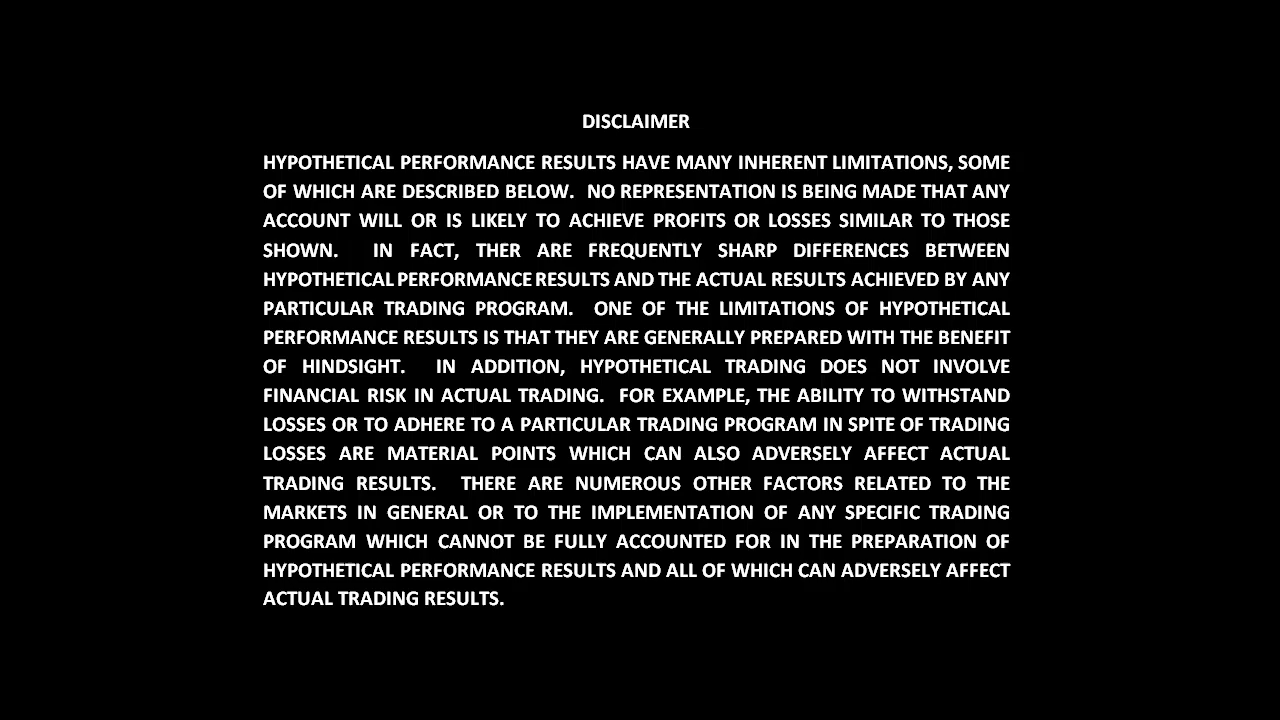 DISCLAIMER
HYPOTHETICAL PERFORMANCE RESULTS HAVE MANY INHERENT LIMITATIONS, SOME
OF WHICH ARE DESCRIBED BELOW.  NO REPRESENTATION IS BEING MADE THAT ANY
ACCOUNT WILL OR IS LIKELY TO ACHIEVE PROFITS OR LOSSES SIMILAR TO THOSE
SHOWN.  IN FACT, THER ARE FREQUENTLY SHARP DIFFERENCES BETWEEN
HYPOTHETICAL PERFORMANCE RESULTS AND THE ACTUAL RESULTS ACHIEVED BY ANY
PARTICULAR TRADING PROGRAM.  ONE OF THE LIMITATIONS OF HYPOTHETICAL
PERFORMANCE RESULTS IS THAT THEY ARE GENERALLY PREPARED WITH THE BENEFIT
OF HINDSIGHT.  IN ADDITION, HYPOTHETICAL TRADING DOES NOT INVOLVE
FINANCIAL RISK IN ACTUAL TRADING.  FOR EXAMPLE, THE ABILITY TO WITHSTAND
LOSSES OR TO ADHERE TO A PARTICULAR TRADING PROGRAM IN SPITE OF TRADING
LOSSES ARE MATERIAL POINTS WHICH CAN ALSO ADVERSELY AFFECT ACTUAL
TRADING RESULTS.  THERE ARE NUMEROUS OTHER FACTORS RELATED TO THE
MARKETS IN GENERAL OR TO THE IMPLEMENTATION OF ANY SPECIFIC TRADING
PROGRAM WHICH CANNOT BE FULLY ACCOUNTED FOR IN THE PREPARATION OF
HYPOTHETICAL PERFORMANCE RESULTS AND ALL OF WHICH CAN ADVERSELY AFFECT
ACTUAL TRADING RESULTS.